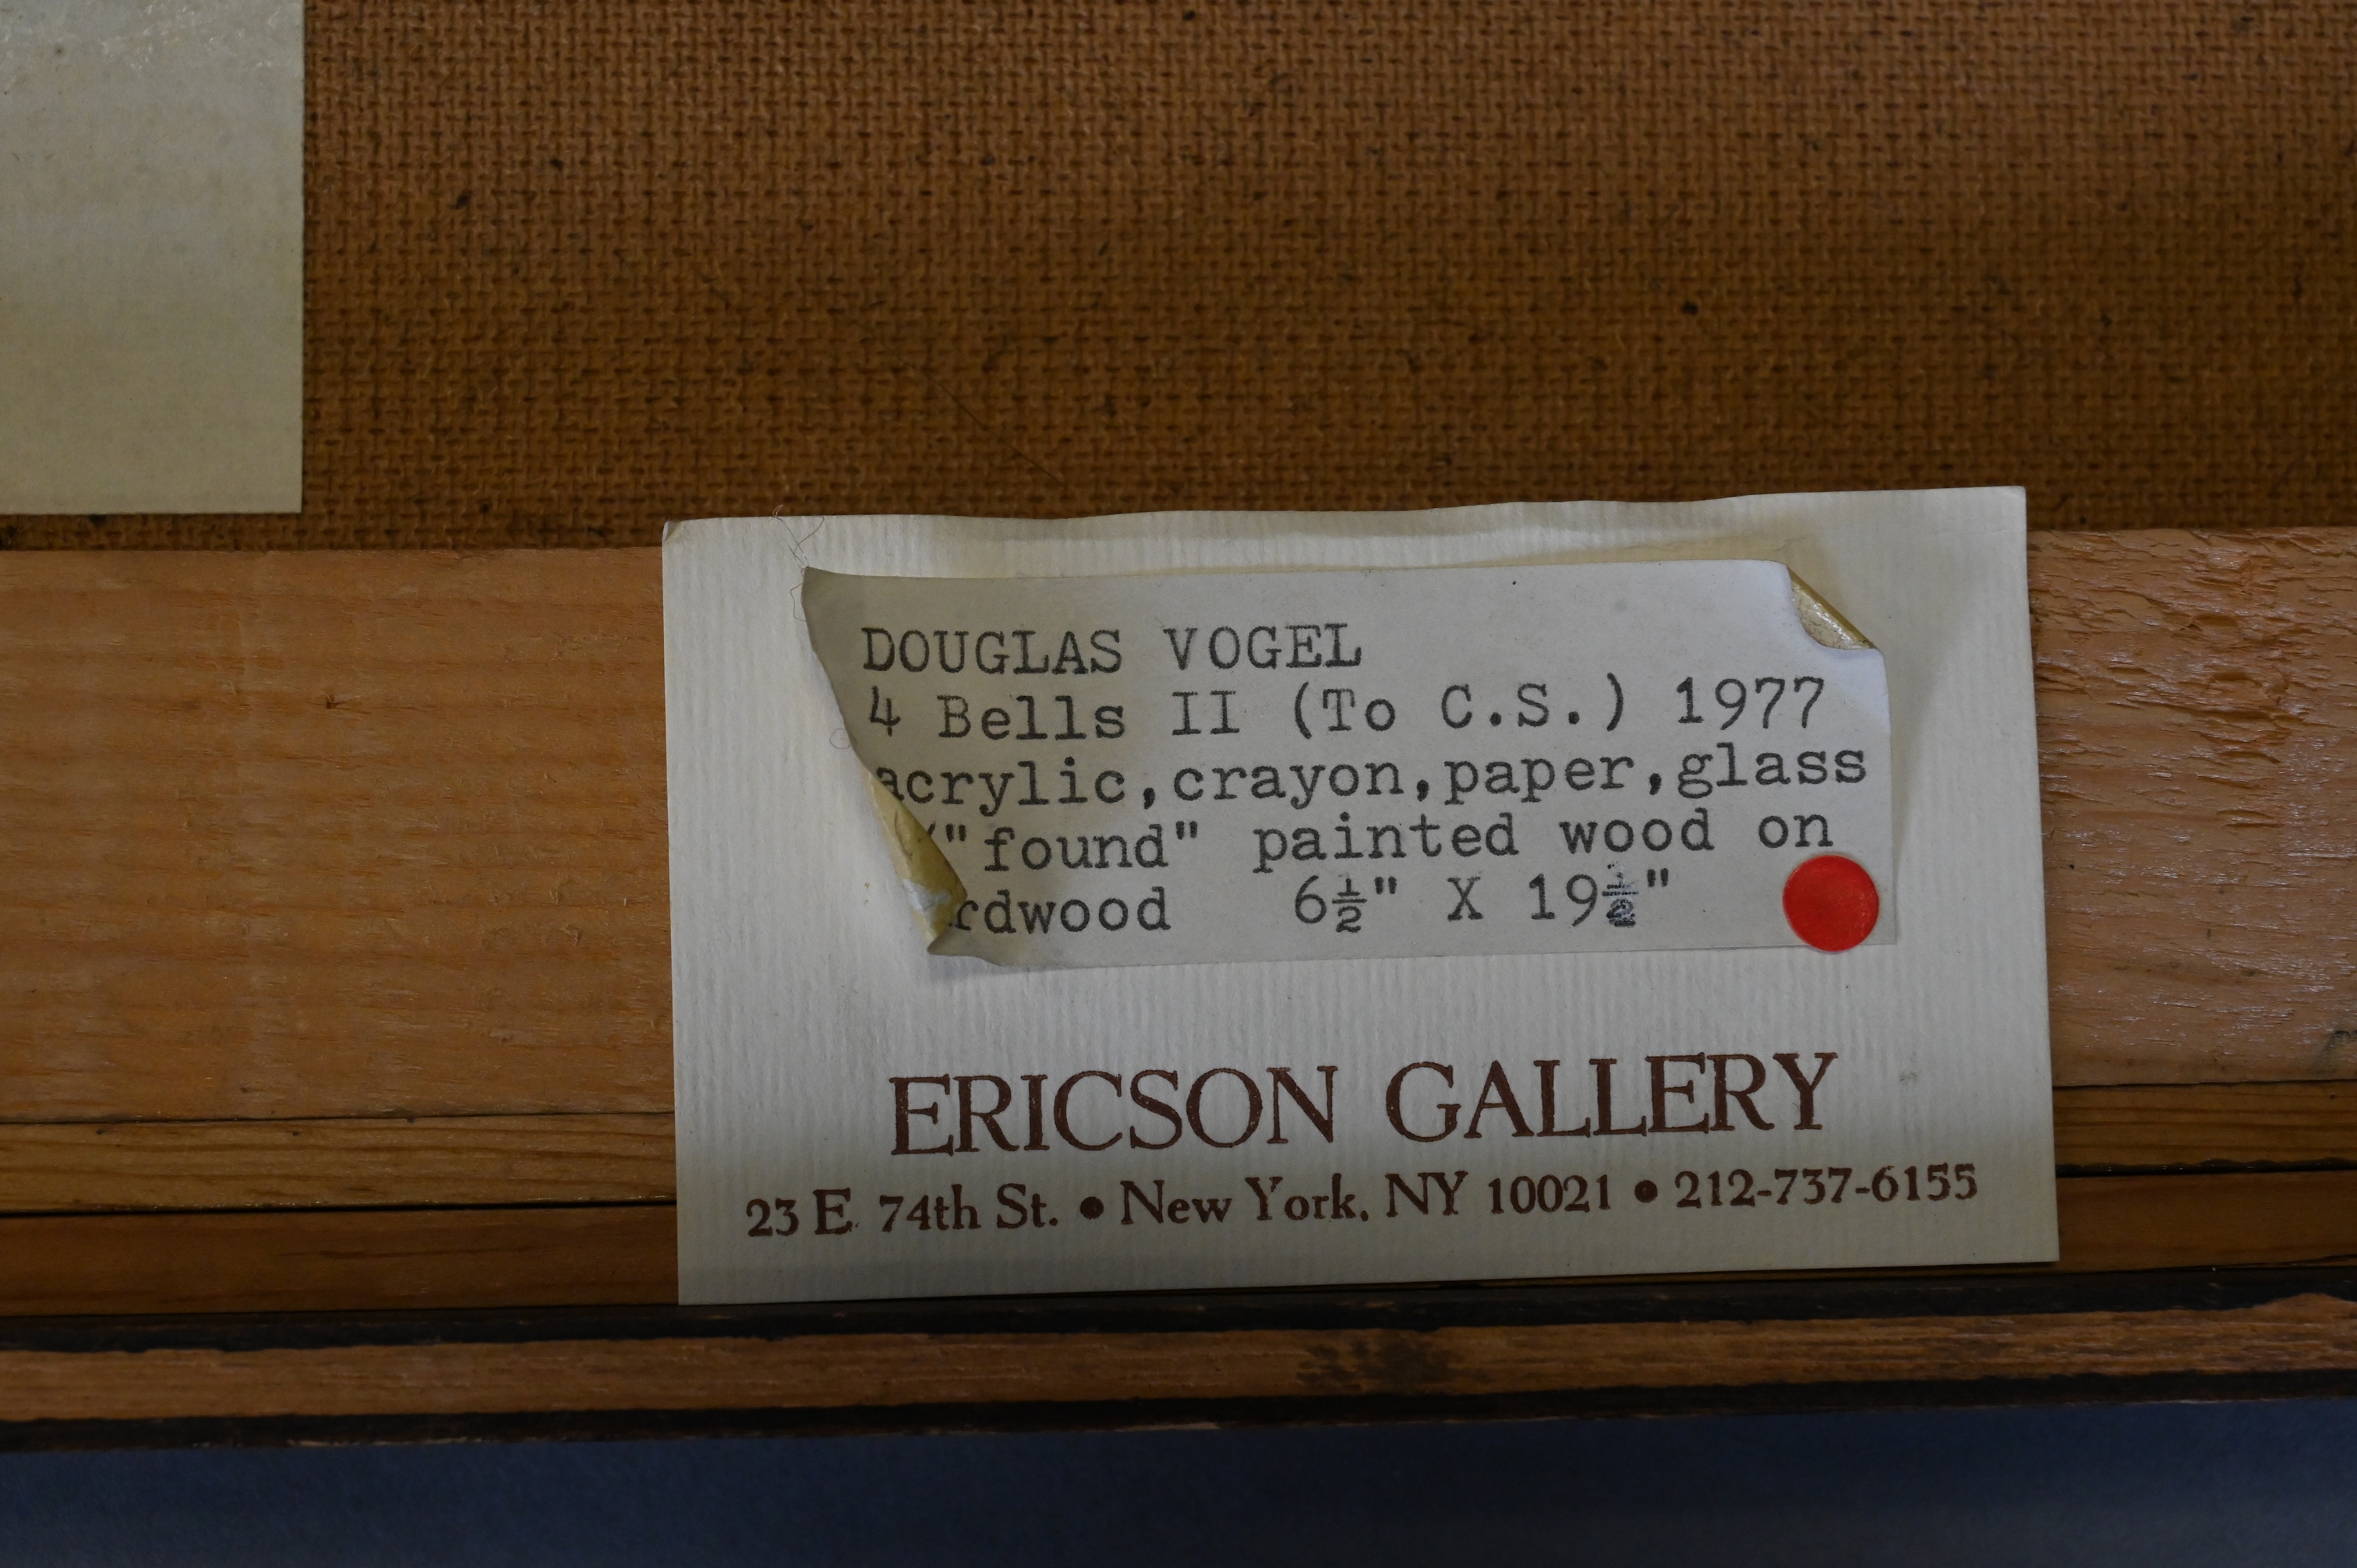 DOUGLAS VOGEL
4 Bells II (To C.S.) 1977
acrylic,crayon,paper,glass
/"found" painted wood on
rdwood 6½" X 19½"
ERICSON GALLERY
23 E. 74th St. • New York, NY 10021 • 212-737-6155